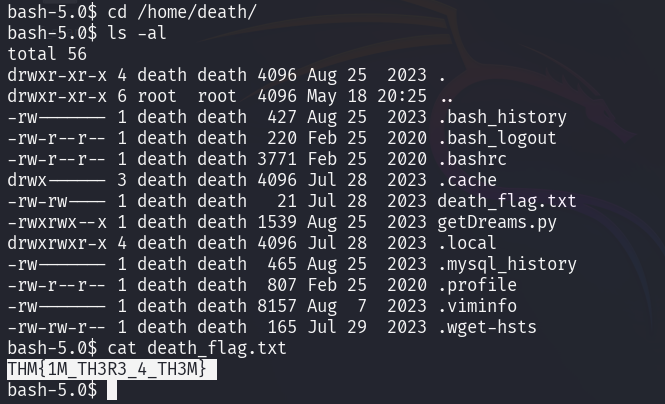 bash-5.0$ cd /home/death/
bash-5.0$ ls -al
total 56
drwxr-xr-x 4 death death 4096 Aug 25  2023 .
drwxr-xr-x 6 root  root  4096 May 18 20:25 ..
-rw------- 1 death death  427 Aug 25  2023 .bash_history
-rw-r--r-- 1 death death  220 Feb 25  2020 .bash_logout
-rw-r--r-- 1 death death 3771 Feb 25  2020 .bashrc
drwx------ 3 death death 4096 Jul 28  2023 .cache
-rw-rw---- 1 death death   21 Jul 28  2023 death_flag.txt
-rwxrwx--x 1 death death 1539 Aug 25  2023 getDreams.py
drwxrwxr-x 4 death death 4096 Jul 28  2023 .local
-rw------- 1 death death  465 Aug 25  2023 .mysql_history
-rw-r--r-- 1 death death  807 Feb 25  2020 .profile
-rw------- 1 death death 8157 Aug  7  2023 .viminfo
-rw-rw-r-- 1 death death  165 Jul 29  2023 .wget-hsts
bash-5.0$ cat death_flag.txt
THM{1M_TH3R3_4_TH3M}
bash-5.0$